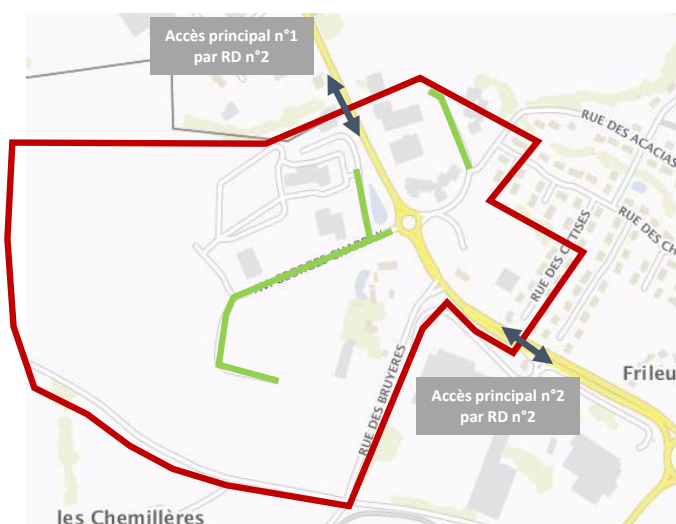 Accès principal n°1
par RD n°2
RUE DES ACACIAS
RUE DES CH
RUE DES CYTISES
RUE DES BRUYERES
Frileu
Accès principal n°2
par RD n°2
les Chemillères